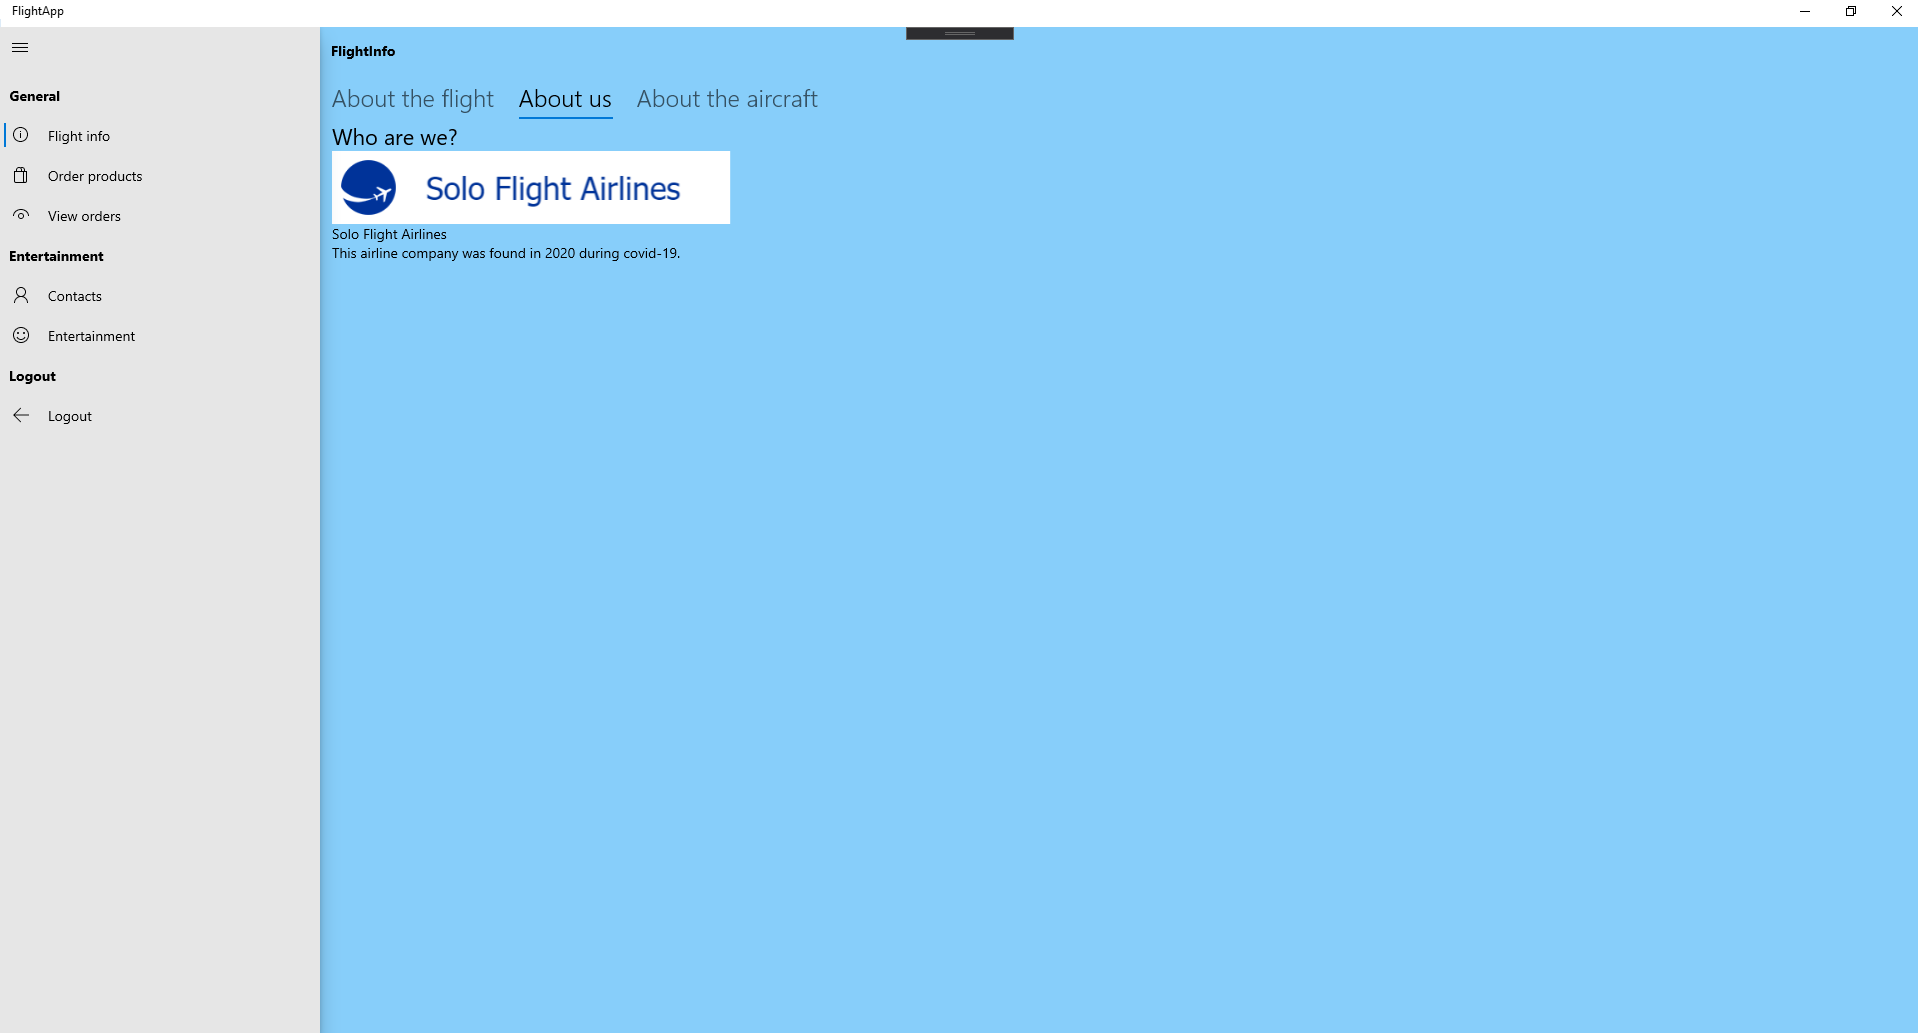 FlightApp
General
Flight info
Order products
View orders
Entertainment
Contacts
Entertainment
Logout
Logout
FlightInfo
About the flight About us About the aircraft
Who are we?
Solo Flight Airlines
Solo Flight Airlines
This airline company was found in 2020 during covid-19.